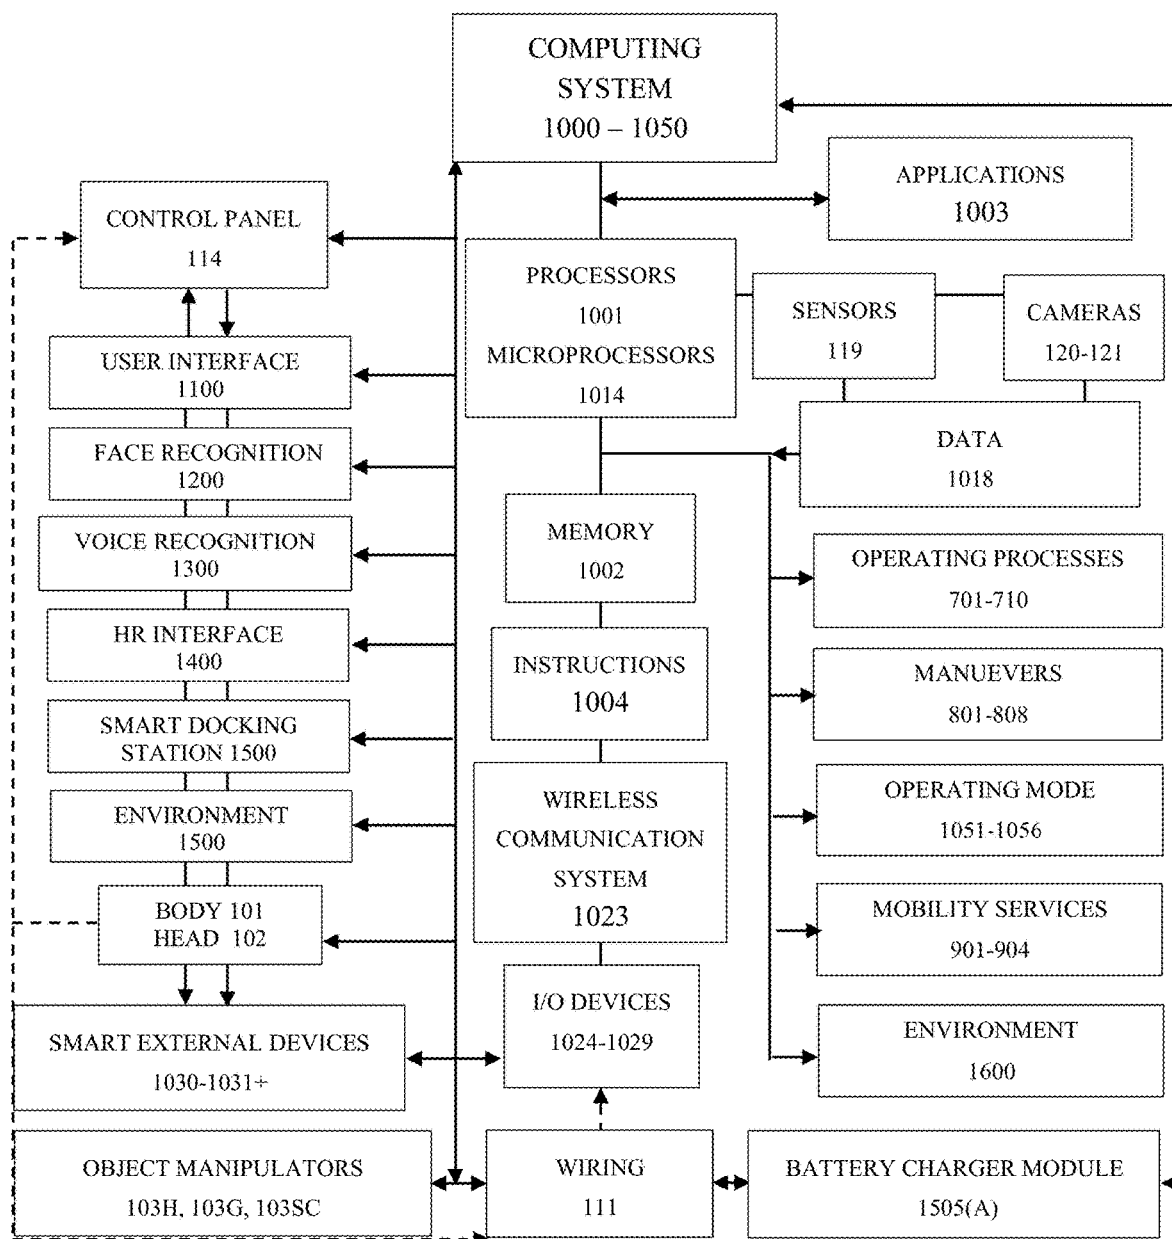 COMPUTING
SYSTEM
1000 – 1050
APPLICATIONS
1003
CONTROL PANEL
114
PROCESSORS
1001
MICROPROCESSORS
1014
SENSORS
119
CAMERAS
120-121
USER INTERFACE
1100
DATA
1018
FACE RECOGNITION
1200
MEMORY
1002
VOICE RECOGNITION
1300
OPERATING PROCESSES
701-710
HR INTERFACE
1400
INSTRUCTIONS
1004
MANUEVERS
801-808
SMART DOCKING
STATION 1500
WIRELESS
COMMUNICATION
SYSTEM
1023
OPERATING MODE
1051-1056
ENVIRONMENT
1500
BODY 101
HEAD 102
MOBILITY SERVICES
901-904
SMART EXTERNAL DEVICES
1030-1031+
I/O DEVICES
1024-1029
ENVIRONMENT
1600
OBJECT MANIPULATORS
103H, 103G, 103SC
WIRING
111
BATTERY CHARGER MODULE
1505(A)